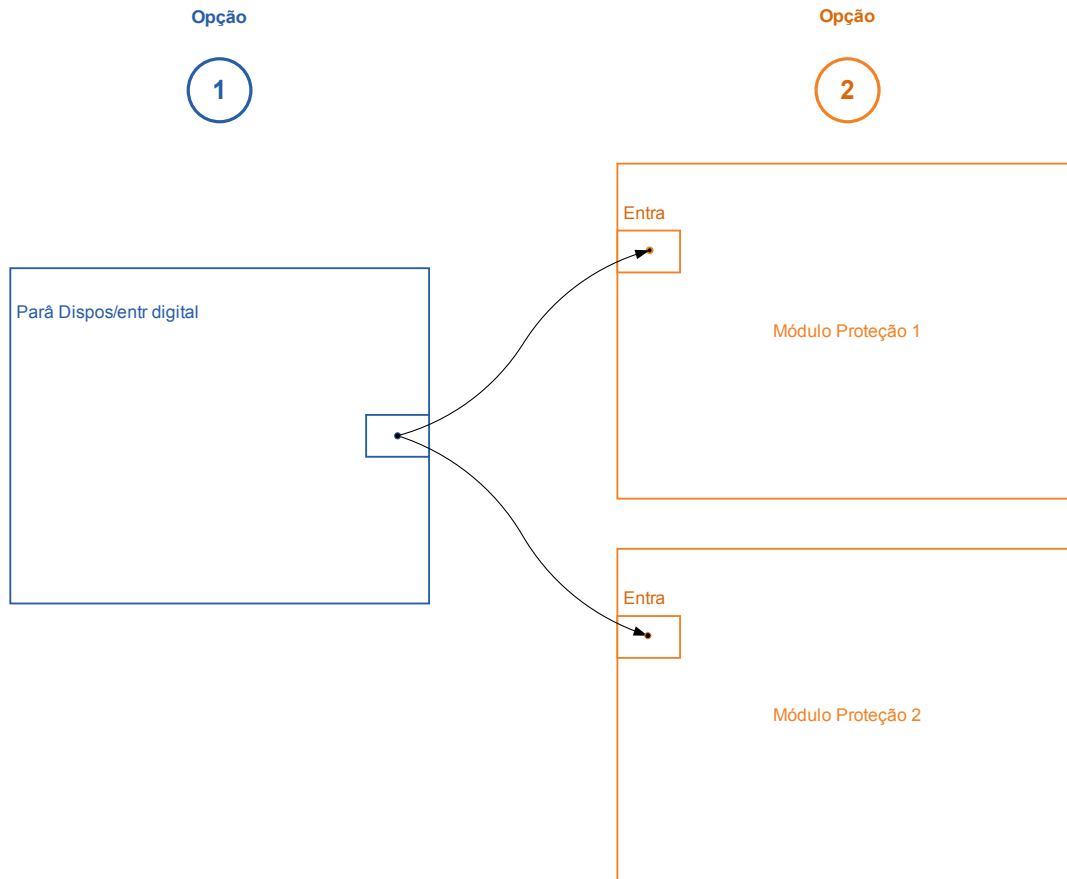 Opção
1
Opção
2
Parâ Dispos/entr digital
Entra
Módulo Proteção 1
Entra
Módulo Proteção 2